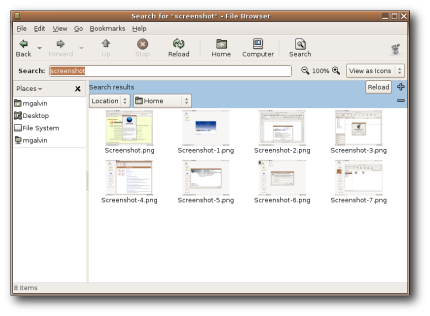 Search for "screenshot" - File Browser
File Edit View Go Bookmarks Help
Back Forward Up Stop Reload Home Computer Search
Search: screenshot 100% View as Icons
Places Search results Reload
Location Home
mgalvin
Desktop
File System
mgalvin
Screenshot.png Screenshot-1.png Screenshot-2.png Screenshot-3.png
Screenshot-4.png Screenshot-5.png Screenshot-6.png Screenshot-7.png
8 items